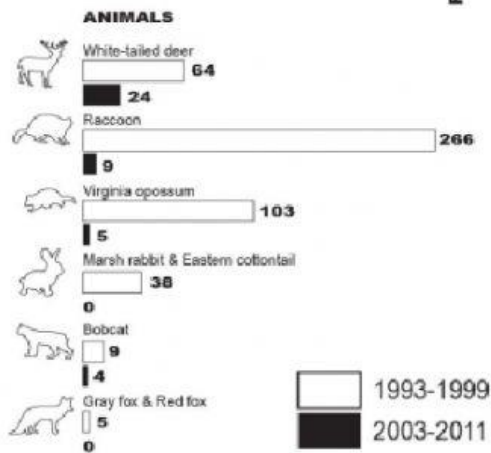 ANIMALS
White-tailed deer
64
24
Raccoon
266
9
Virginia opossum
103
5
Marsh rabbit & Eastern cottontail
38
0
Bobcat
9
4
Gray fox & Red fox
5
0
1993-1999
2003-2011